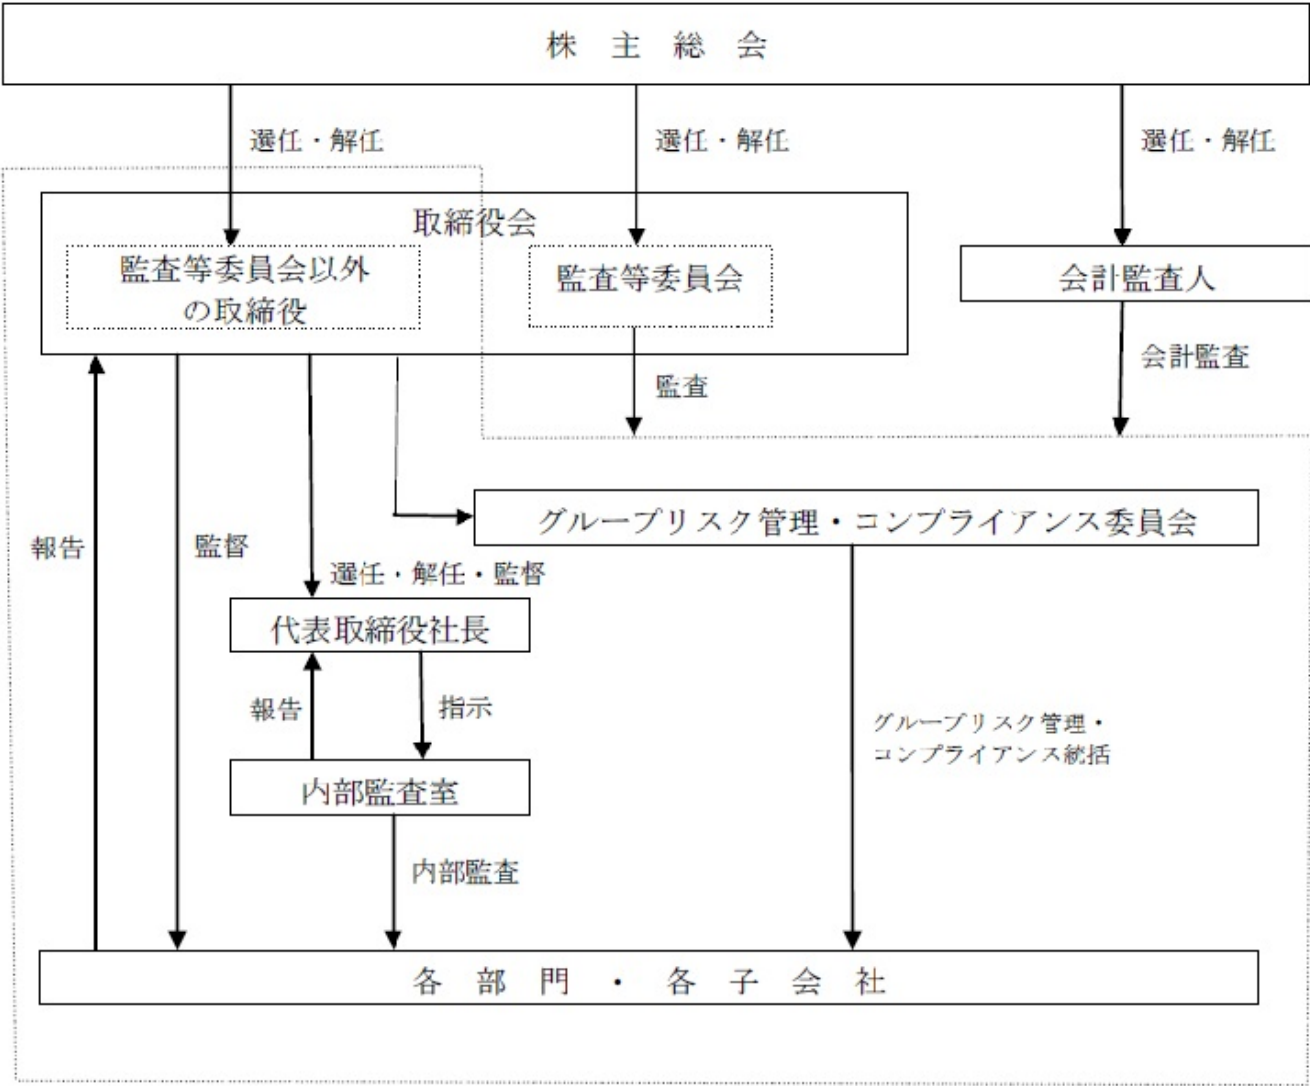 株 主 総 会
選任・解任
選任・解任
選任・解任
取締役会
監査等委員会以外
の取締役
監査等委員会
会計監査人
監査
会計監査
グループリスク管理・コンプライアンス委員会
報告
監督
選任・解任・監督
代表取締役社長
報告
指示
グループリスク管理・
コンプライアンス統括
内部監査室
内部監査
各 部 門 ・ 各 子 会 社